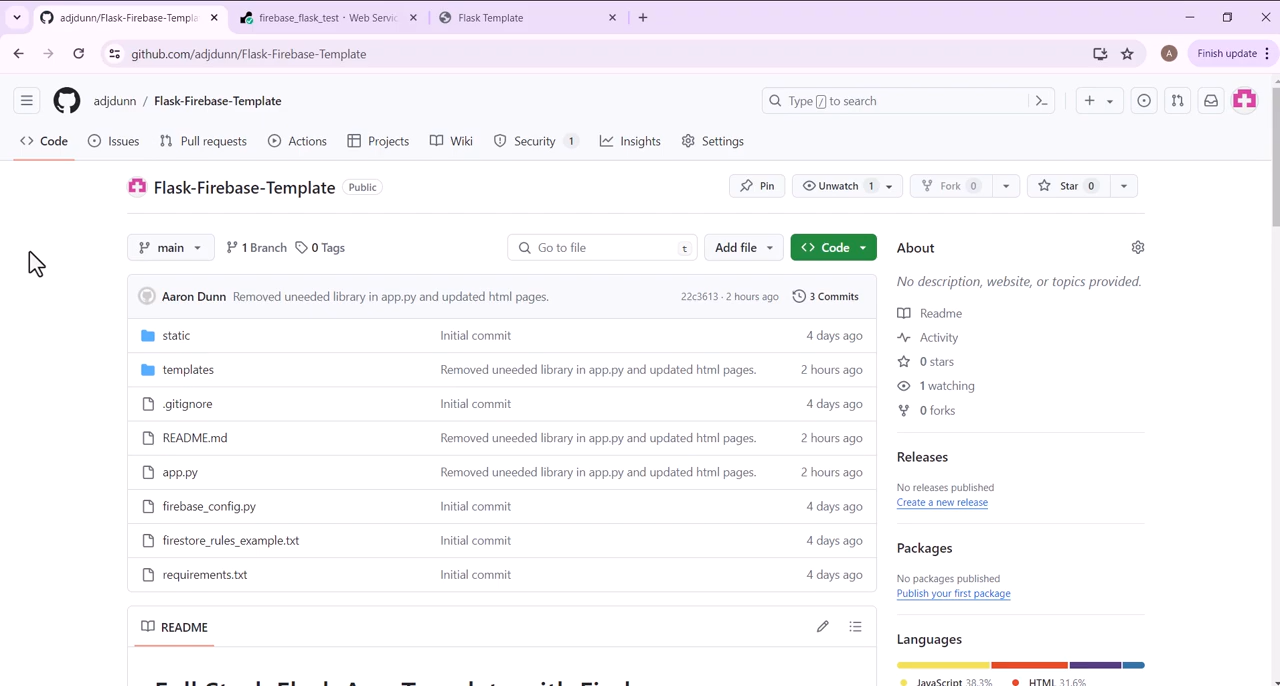 adjdunn/Flask-Firebase-Templa
firebase_flask_test · Web Servic
Flask Template
github.com/adjdunn/Flask-Firebase-Template
A
Finish update
adjdunn / Flask-Firebase-Template
Type / to search
Code
Issues
Pull requests
Actions
Projects
Wiki
Security 1
Insights
Settings
Flask-Firebase-Template Public
Pin
Unwatch 1
Fork 0
Star 0
main
1 Branch
0 Tags
Go to file t
Add file
Code
Aaron Dunn Removed uneeded library in app.py and updated html pages. 22c3613 · 2 hours ago 3 Commits
static Initial commit 4 days ago
templates Removed uneeded library in app.py and updated html pages. 2 hours ago
.gitignore Initial commit 4 days ago
README.md Removed uneeded library in app.py and updated html pages. 2 hours ago
app.py Removed uneeded library in app.py and updated html pages. 2 hours ago
firebase_config.py Initial commit 4 days ago
firestore_rules_example.txt Initial commit 4 days ago
requirements.txt Initial commit 4 days ago
README
About
No description, website, or topics provided.
Readme
Activity
0 stars
1 watching
0 forks
Releases
No releases published
Create a new release
Packages
No packages published
Publish your first package
Languages
JavaScript 38.3%
HTML 31.6%